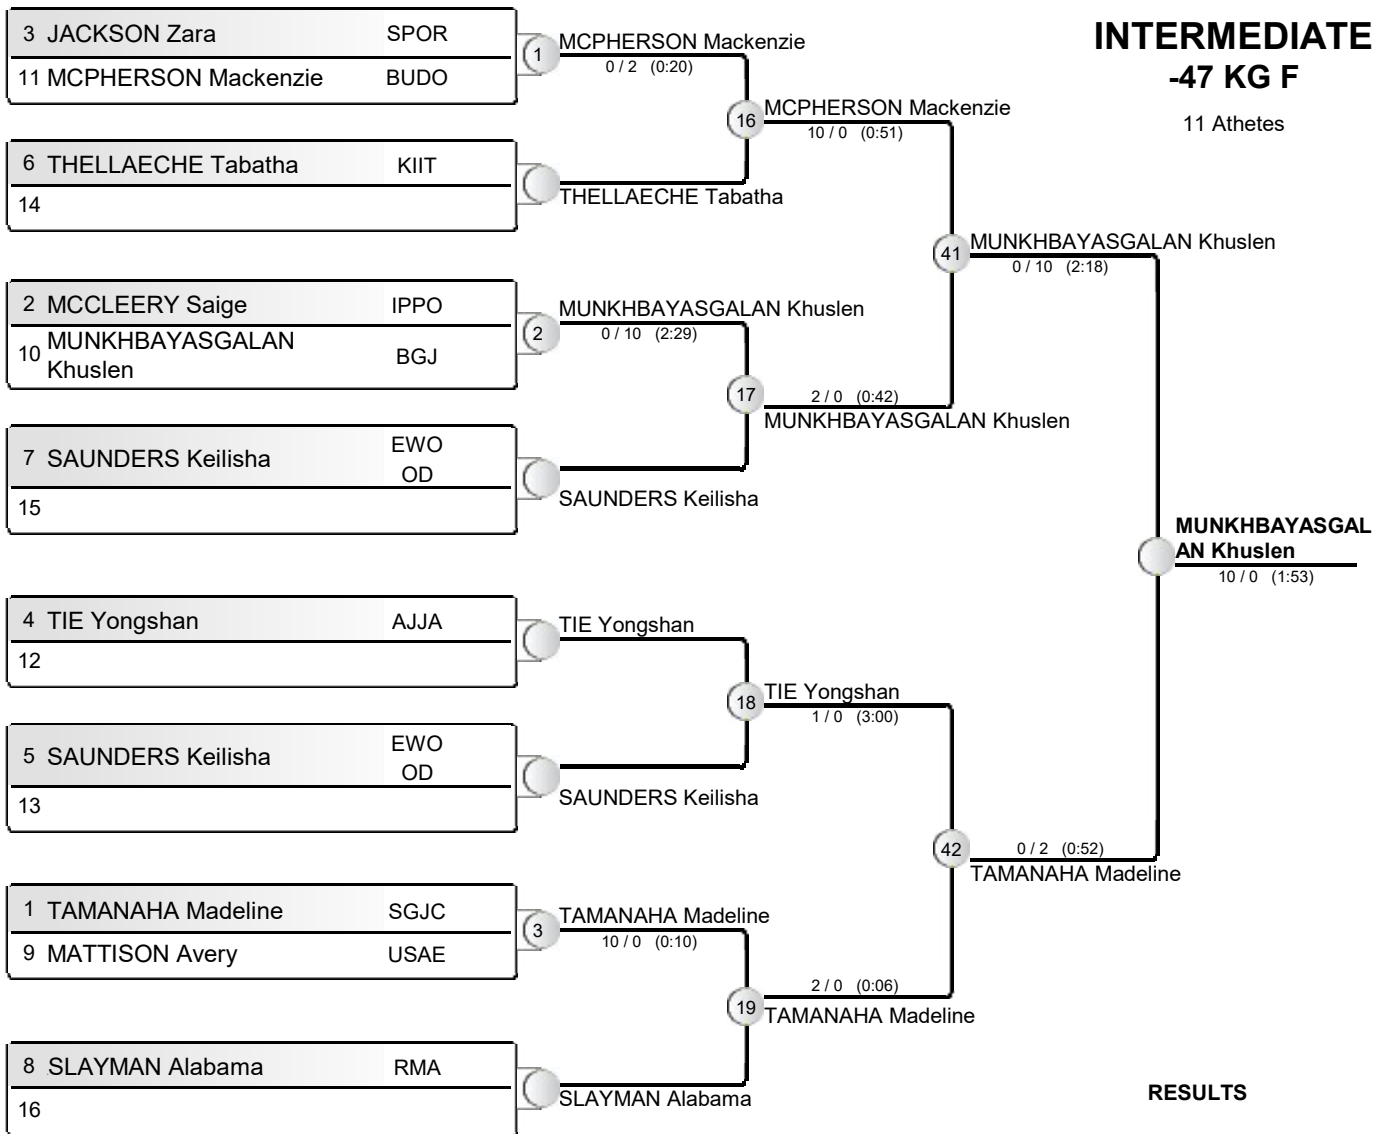 INTERMEDIATE
-47 KG F
11 Athetes
3 JACKSON Zara SPOR
11 MCPHERSON Mackenzie BUDO
1
MCPHERSON Mackenzie
0 / 2 (0:20)
6 THELLAECHE Tabatha KIIT
14
THELLAECHE Tabatha
16
MCPHERSON Mackenzie
10 / 0 (0:51)
2 MCCLEERY Saige IPPO
10 MUNKHBAYASGALAN
Khuslen BGJ
2
MUNKHBAYASGALAN Khuslen
0 / 10 (2:29)
7 SAUNDERS Keilisha EWO
OD
15
SAUNDERS Keilisha
17
2 / 0 (0:42)
MUNKHBAYASGALAN Khuslen
41
MUNKHBAYASGALAN Khuslen
0 / 10 (2:18)
4 TIE Yongshan AJJA
12
TIE Yongshan
5 SAUNDERS Keilisha EWO
OD
13
SAUNDERS Keilisha
18
TIE Yongshan
1 / 0 (3:00)
1 TAMANAHA Madeline SGJC
9 MATTISON Avery USAE
3
TAMANAHA Madeline
10 / 0 (0:10)
8 SLAYMAN Alabama RMA
16
SLAYMAN Alabama
19
2 / 0 (0:06)
TAMANAHA Madeline
42
0 / 2 (0:52)
TAMANAHA Madeline
MUNKHBAYASGAL
AN Khuslen
10 / 0 (1:53)
RESULTS